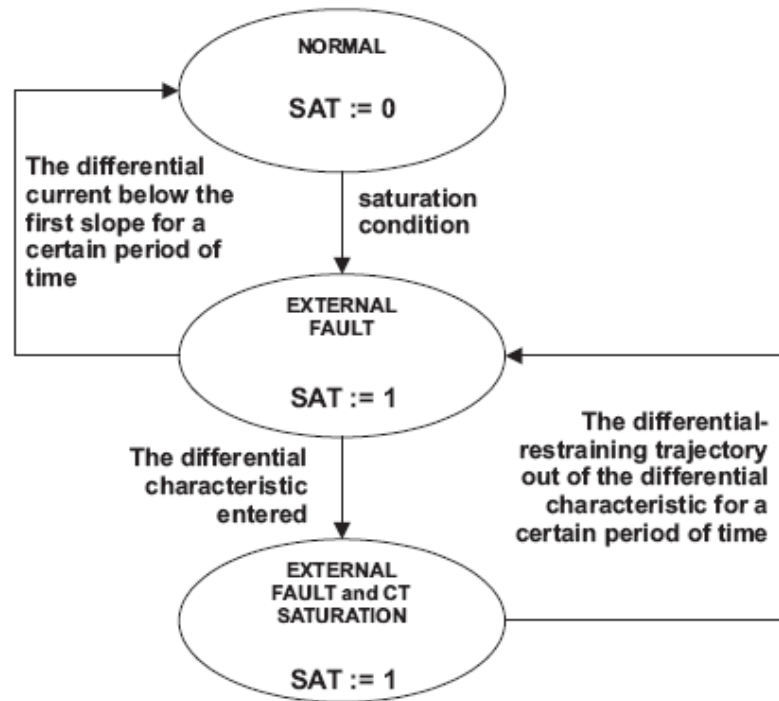 NORMAL
SAT := 0
The differential
current below the
first slope for a
certain period of
time
saturation
condition
EXTERNAL
FAULT
SAT := 1
The differential
characteristic
entered
The differential-
restraining trajectory
out of the differential
characteristic for a
certain period of time
EXTERNAL
FAULT and CT
SATURATION
SAT := 1